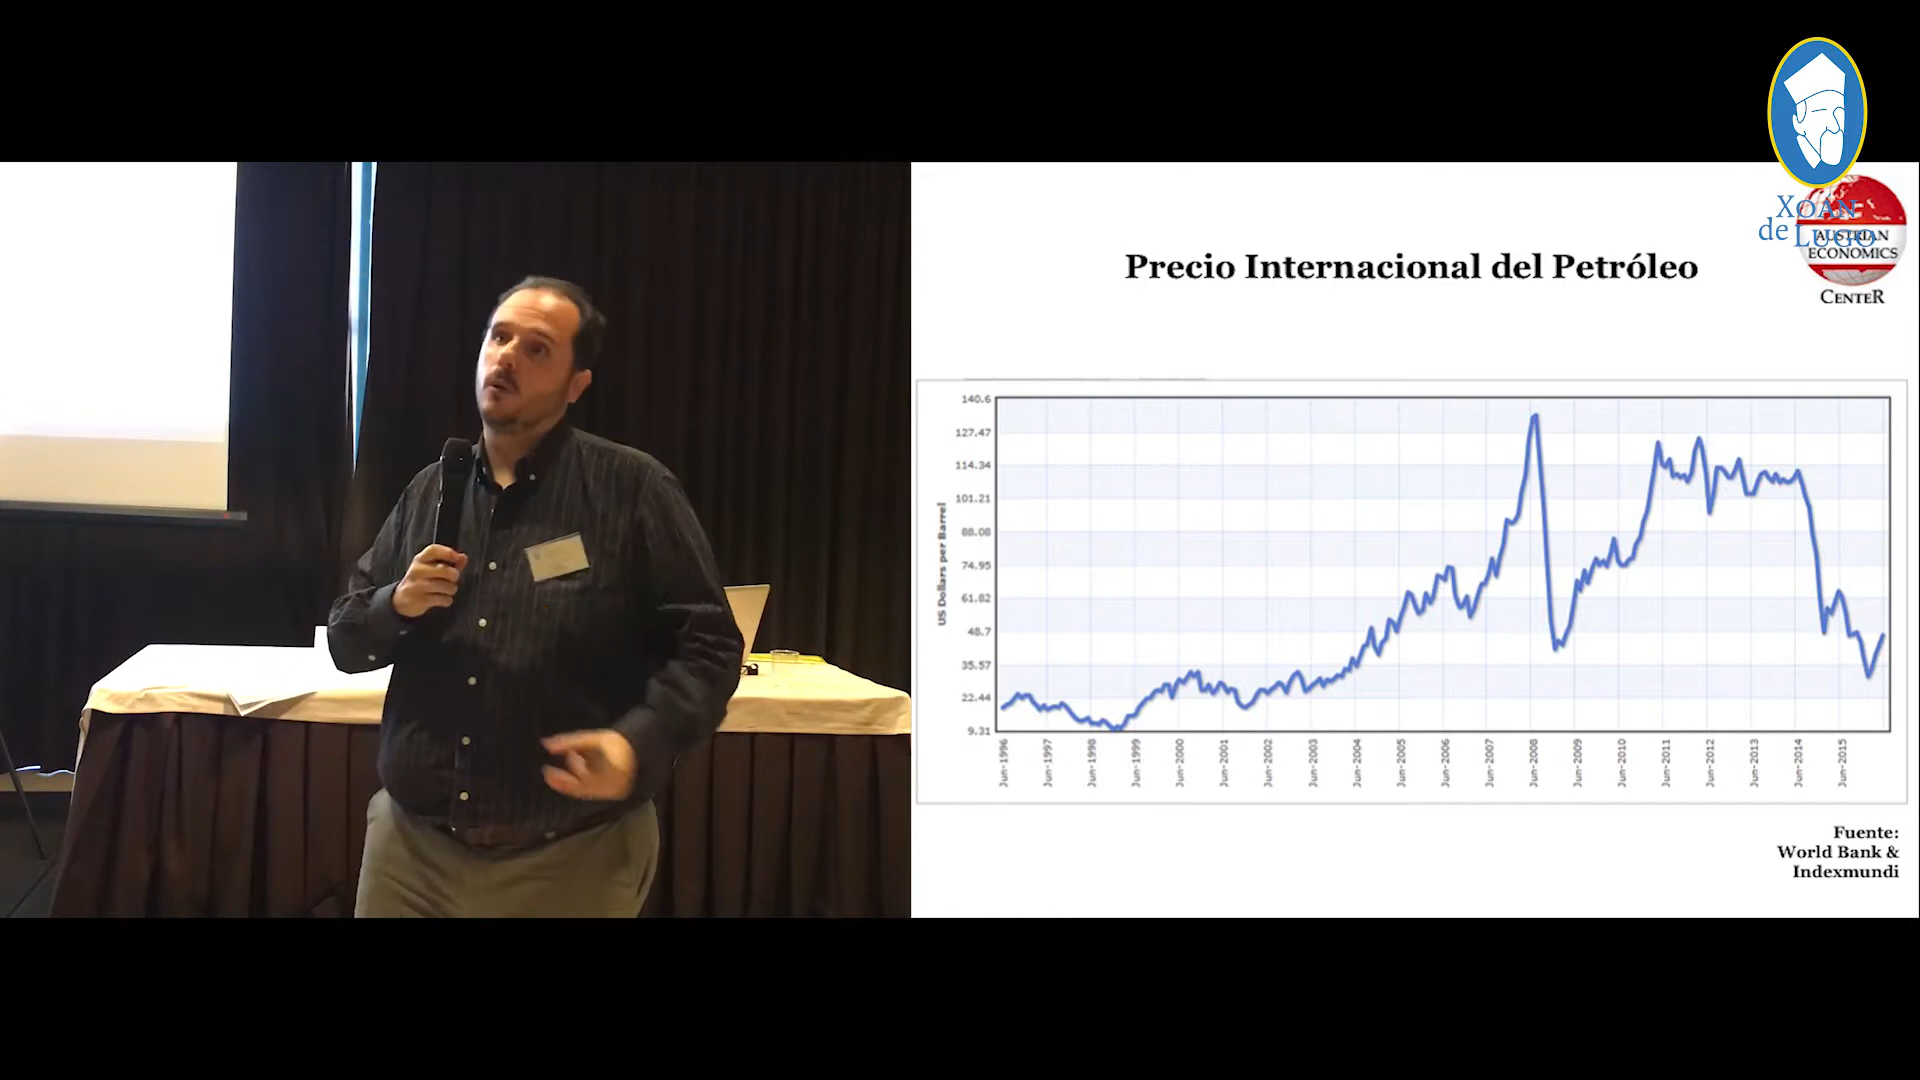 XOÁN
de LUGO
AUSTRIAN
ECONOMICS
CENTER
Precio Internacional del Petróleo
140.6
127.47
114.34
101.21
88.08
74.95
61.82
48.7
35.57
22.44
9.31
US Dollars per Barrel
Jun-1996
Jun-1997
Jun-1998
Jun-1999
Jun-2000
Jun-2001
Jun-2002
Jun-2003
Jun-2004
Jun-2005
Jun-2006
Jun-2007
Jun-2008
Jun-2009
Jun-2010
Jun-2011
Jun-2012
Jun-2013
Jun-2014
Jun-2015
Fuente:
World Bank &
Indexmundi